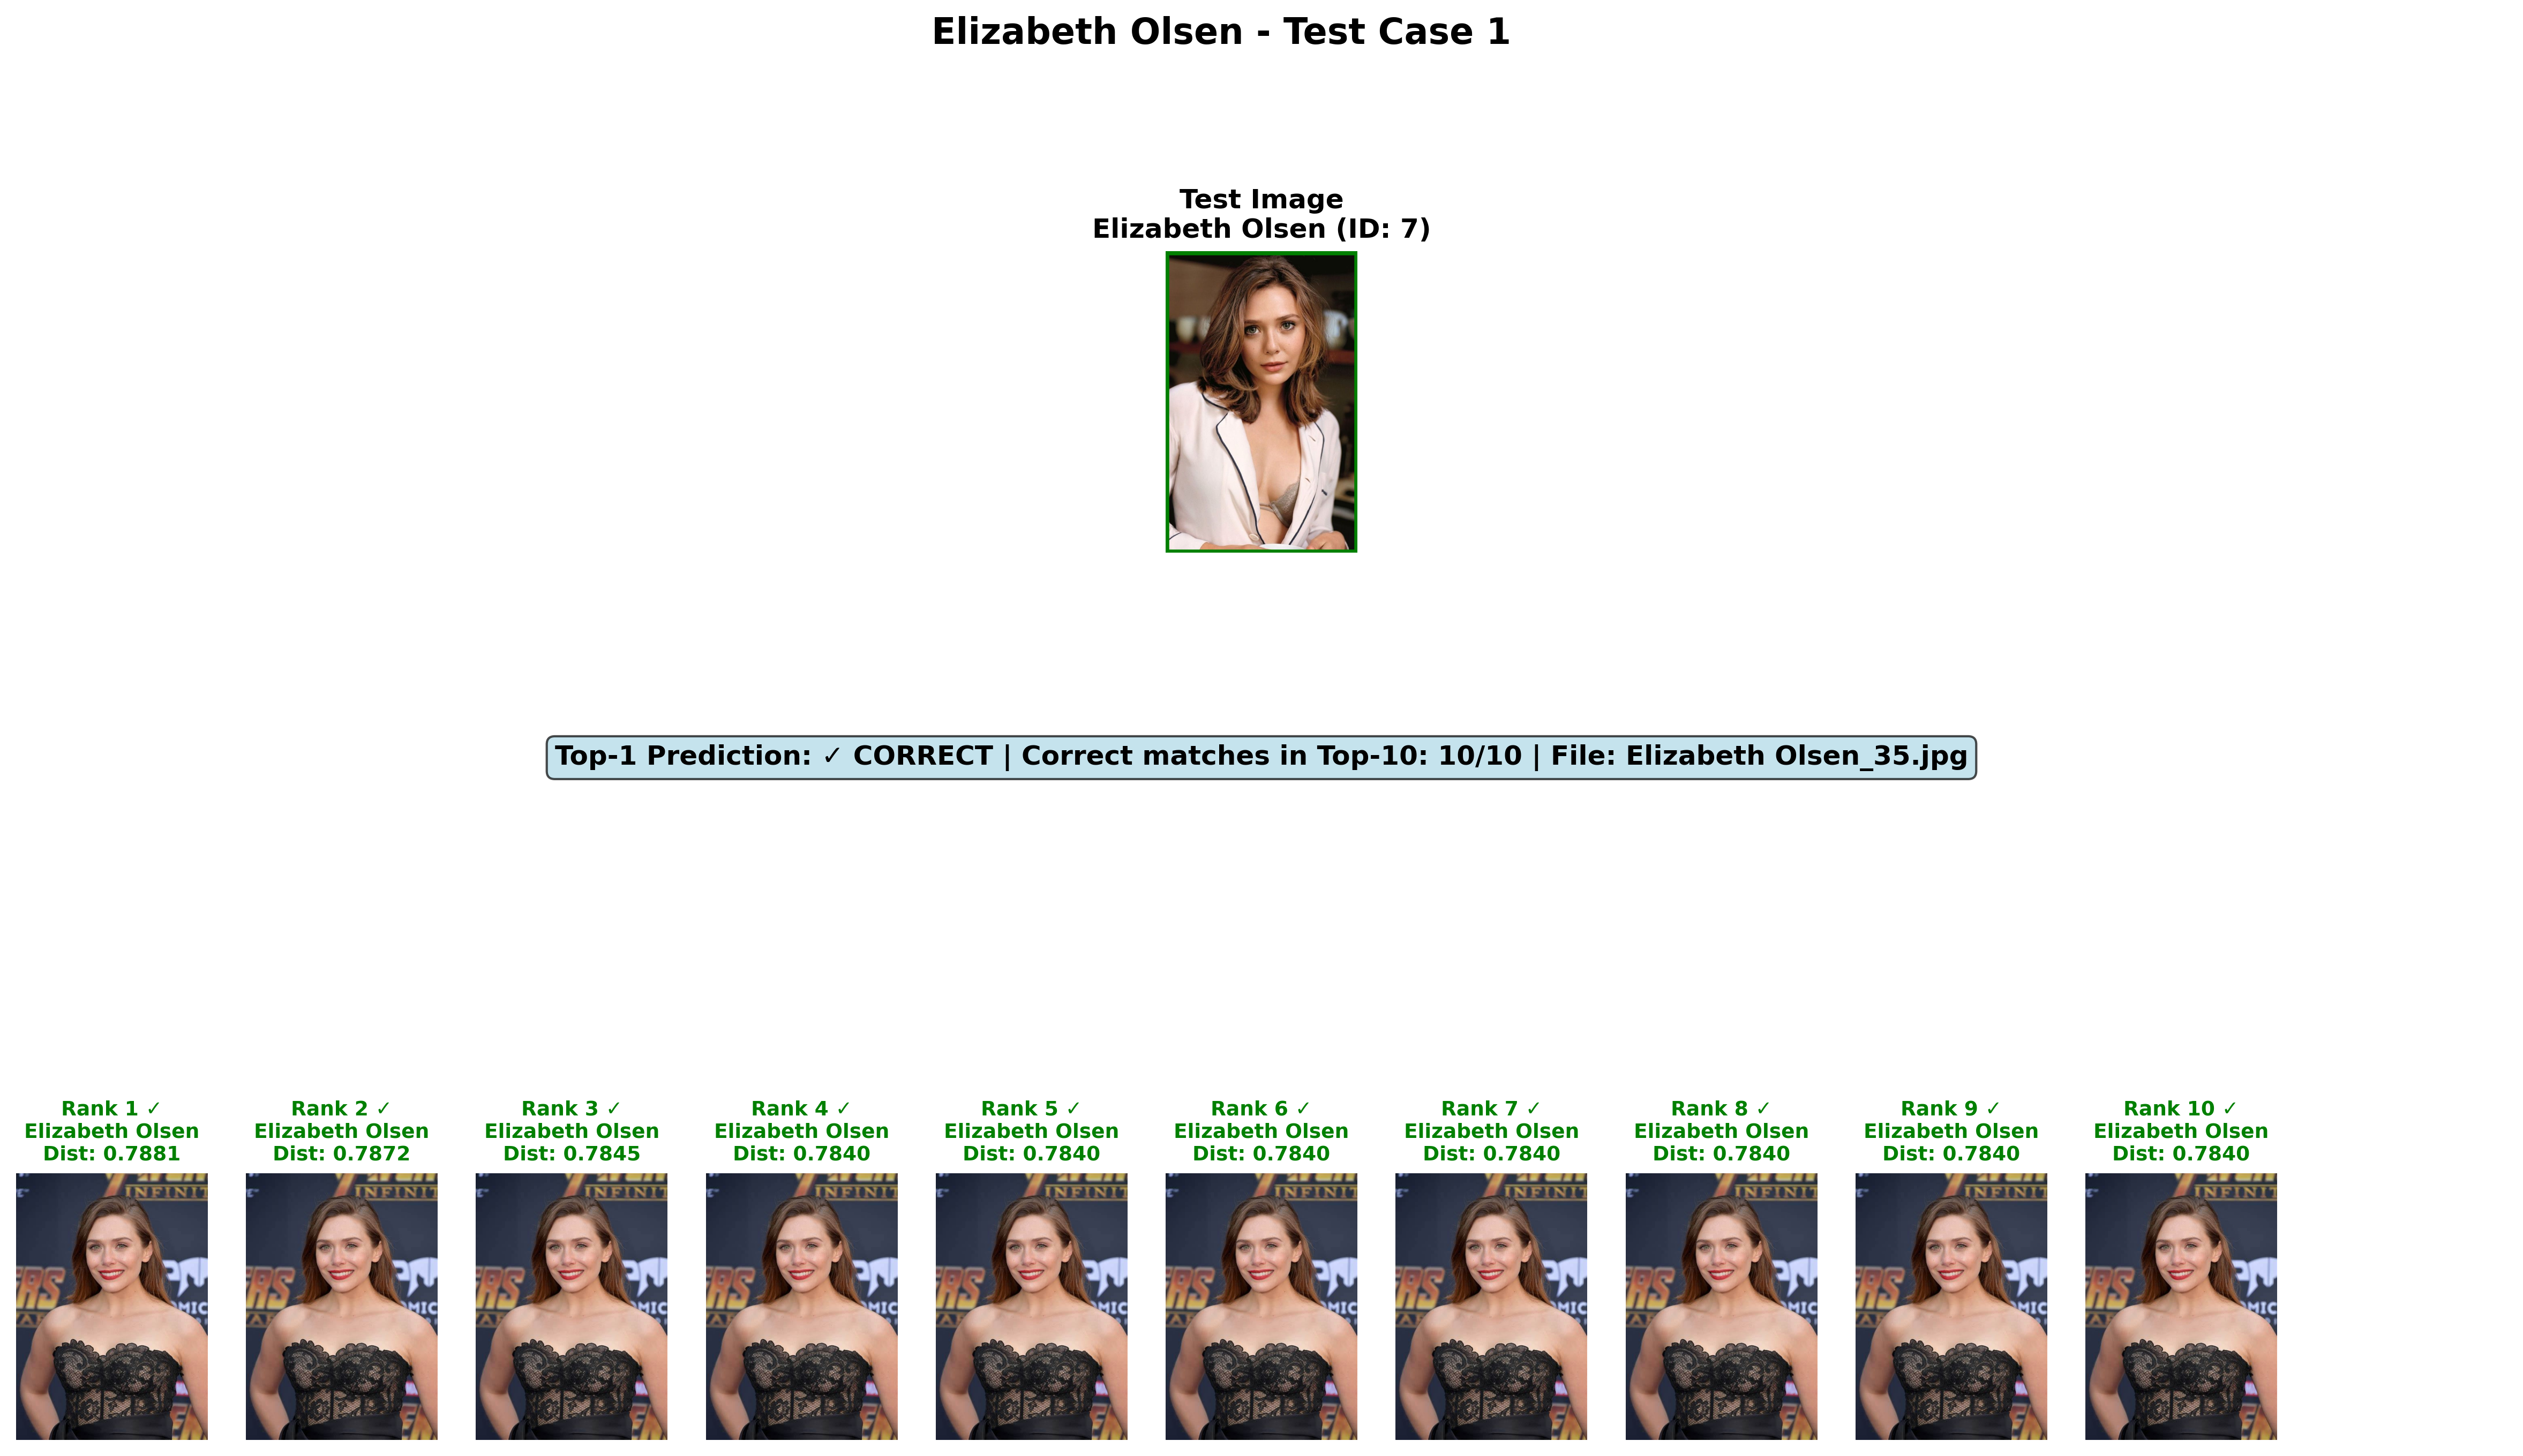 Elizabeth Olsen - Test Case 1
Test Image
Elizabeth Olsen (ID: 7)
Top-1 Prediction: ✓ CORRECT | Correct matches in Top-10: 10/10 | File: Elizabeth Olsen_35.jpg
Rank 1 ✓
Elizabeth Olsen
Dist: 0.7881
Rank 2 ✓
Elizabeth Olsen
Dist: 0.7872
Rank 3 ✓
Elizabeth Olsen
Dist: 0.7845
Rank 4 ✓
Elizabeth Olsen
Dist: 0.7840
Rank 5 ✓
Elizabeth Olsen
Dist: 0.7840
Rank 6 ✓
Elizabeth Olsen
Dist: 0.7840
Rank 7 ✓
Elizabeth Olsen
Dist: 0.7840
Rank 8 ✓
Elizabeth Olsen
Dist: 0.7840
Rank 9 ✓
Elizabeth Olsen
Dist: 0.7840
Rank 10 ✓
Elizabeth Olsen
Dist: 0.7840